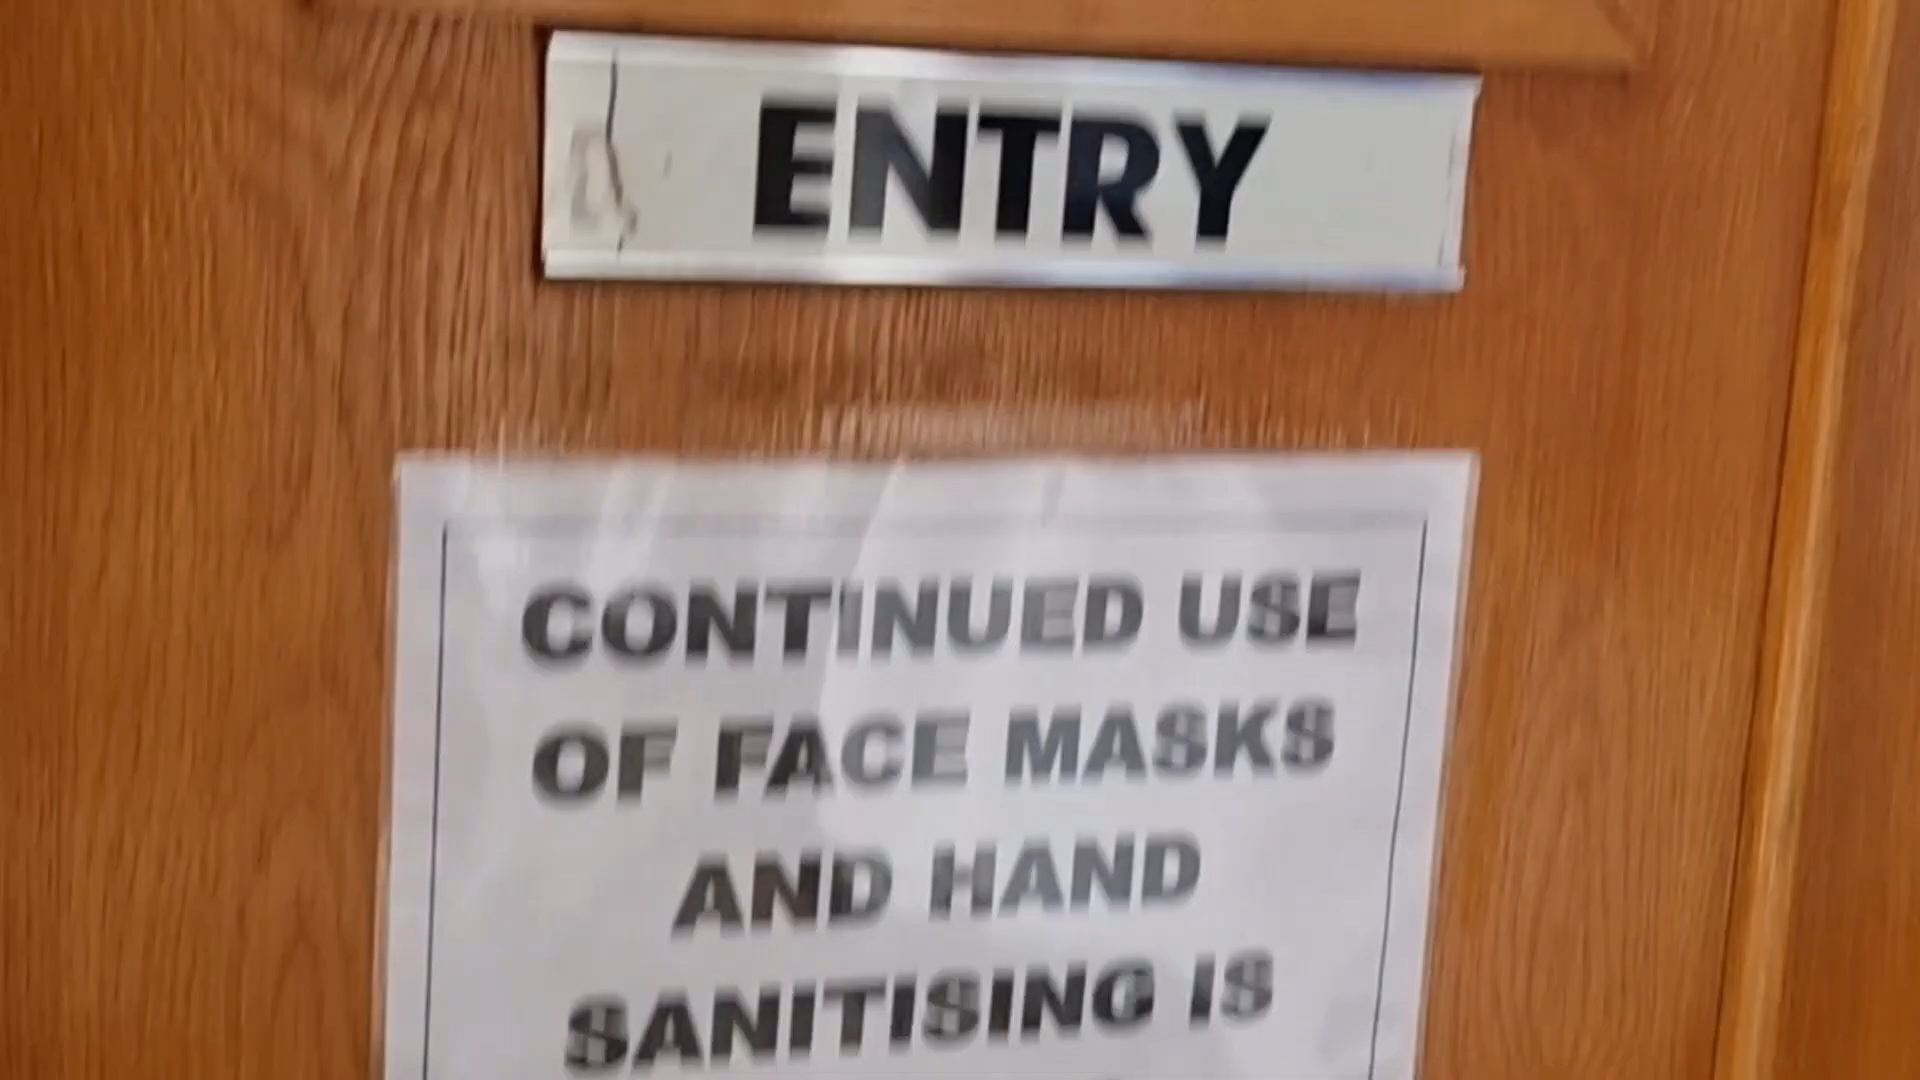 ENTRY
CONTINUED USE
OF FACE MASKS
AND HAND
SANITISING IS